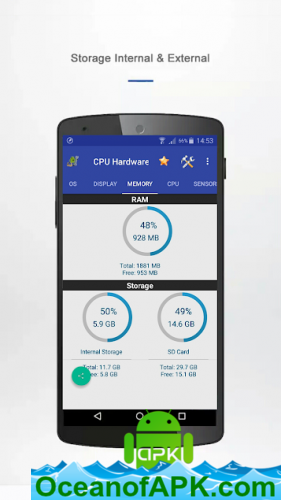 Storage Internal & External
14:53
CPU Hardware
OS DISPLAY MEMORY CPU SENSOR
RAM
48%
928 MB
Total: 1881 MB
Free: 953 MB
Storage
50% 49%
5.9 GB 14.6 GB
Internal Storage SD Card
Total: 11.7 GB Total: 29.7 GB
ee: 5.8 GB Free: 15.1 GB
APK
OceanofAPK.com